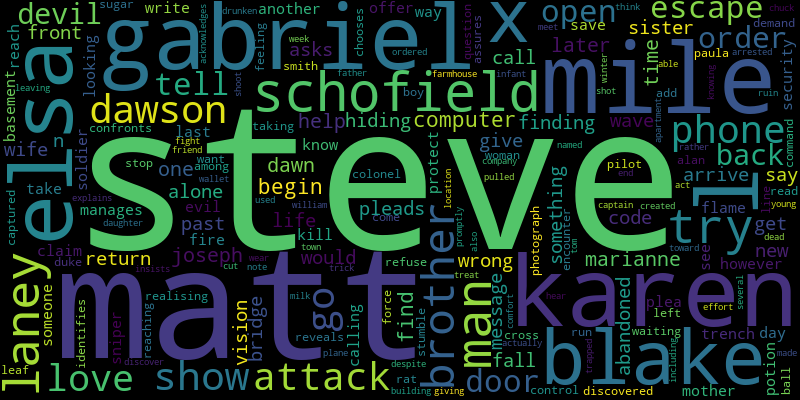 devil sugar drunken acknowledges write another offer way open escape
front feeling week asks save sister think chuck
reach looking ordered smith later order demand
gabriel x mile
elsa tell schofield call meet question assures time paula able arrested security
basement leaving dawson father farmhouse infant winter shot apartment add knowing ruin
confronts help hiding computer finding wave phone
wife n soldier last taking boy know give woman company named alan rather command
steve
stop fight friend among want wallet dawn colonel protect pulled location something back
take one alone begin pleads arrive say
captured manages past evil life william come promptly also pilot end captain created act line read young
explains daughter used town encounter tom code try l get dead
claim fire kill would wrong photograph marianne flame toward
duke return joseph cut note wear trick refuse treat message see however new
matt brother karen
laney someone identifies realising insists milk force hear effort several
sniper reaching vision bridge go find man comfort abandoned plea left trench day
discover reveals calling plane stumble cross run waiting including potion
leaf love show attack despite rat door fall actually trapped blake
building giving control discovered mother ball made